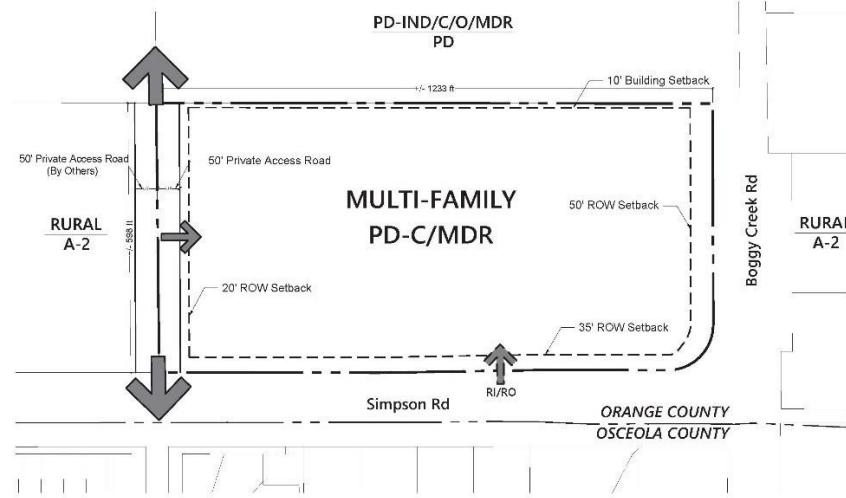 PD-IND/C/O/MDR
PD
+/- 1233 ft
10' Building Setback
50' Private Access Road
(By Others)
50' Private Access Road
MULTI-FAMILY
PD-C/MDR
50' ROW Setback
Boggy Creek Rd
RURAL
A-2
RURAL
A-2
+/- 598 ft
20' ROW Setback
35' ROW Setback
RI/RO
Simpson Rd
ORANGE COUNTY
OSCEOLA COUNTY